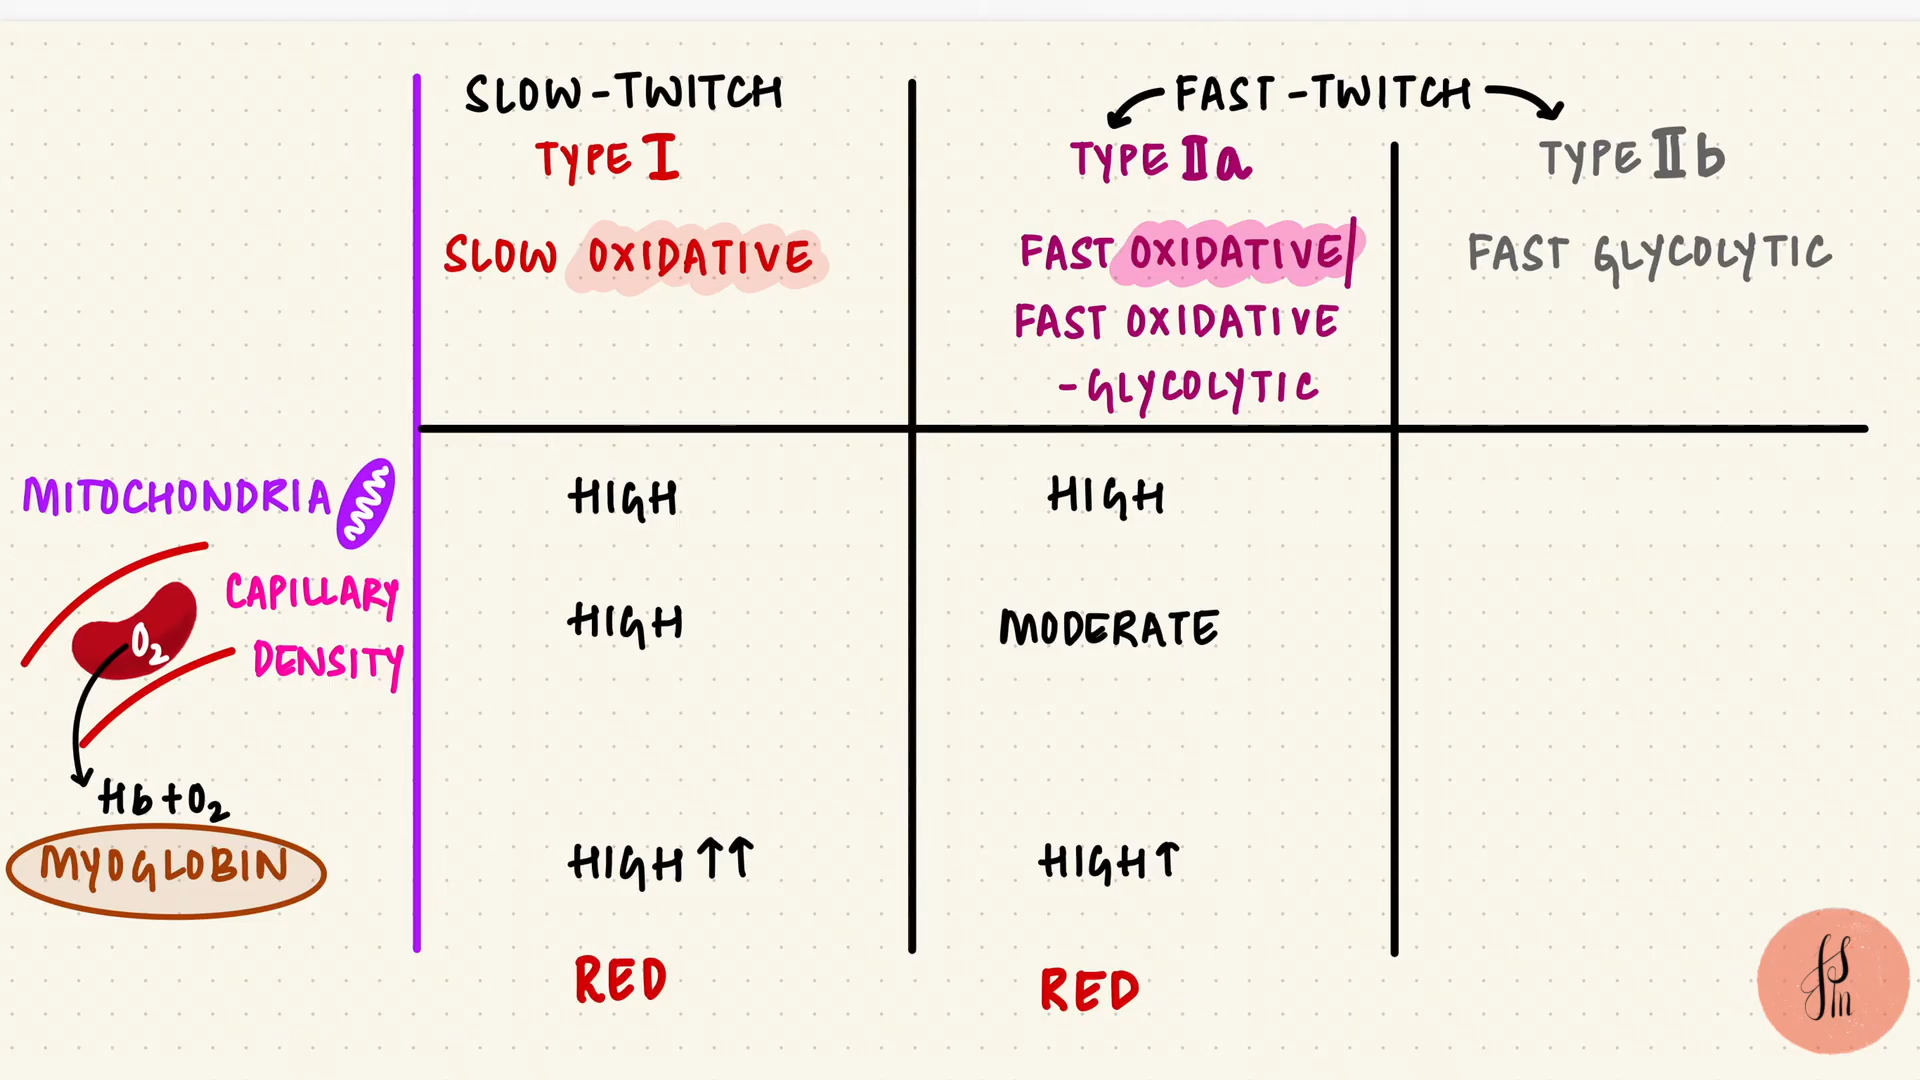 SLOW-TWITCH
FAST-TWITCH
TYPE I
TYPE IIa
TYPE IIb
SLOW OXIDATIVE
FAST OXIDATIVE/
FAST OXIDATIVE
-GLYCOLYTIC
FAST GLYCOLYTIC
MITOCHONDRIA
HIGH
HIGH
CAPILLARY
DENSITY
O2
HIGH
MODERATE
Hb+O2
MYOGLOBIN
HIGH ↑↑
HIGH ↑
RED
RED